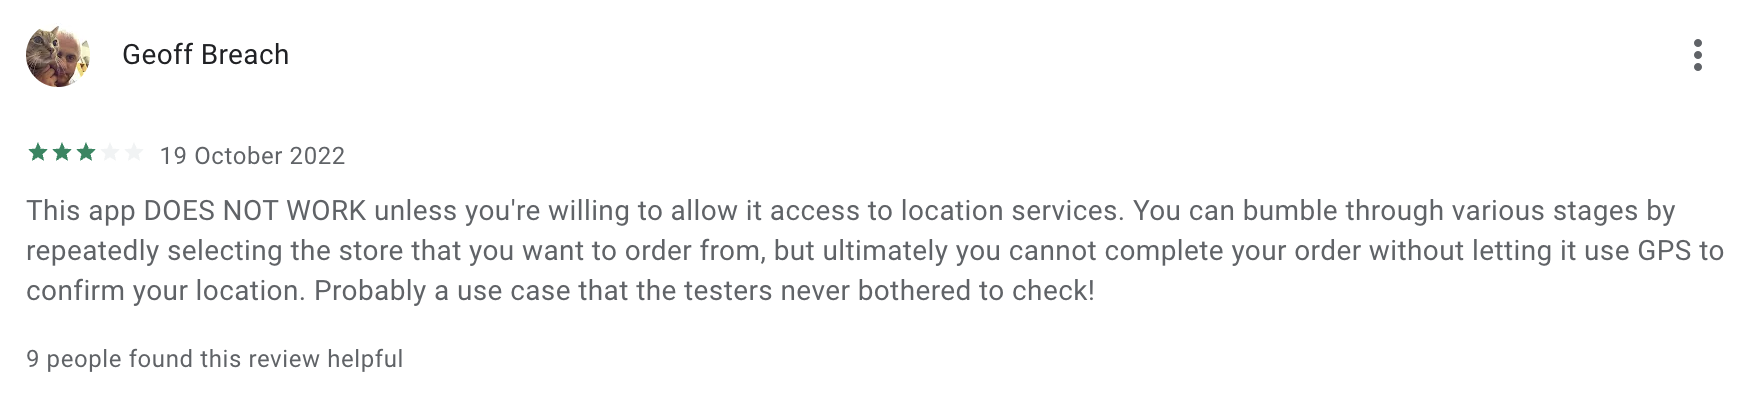 Geoff Breach
19 October 2022
This app DOES NOT WORK unless you're willing to allow it access to location services. You can bumble through various stages by
repeatedly selecting the store that you want to order from, but ultimately you cannot complete your order without letting it use GPS to
confirm your location. Probably a use case that the testers never bothered to check!
9 people found this review helpful